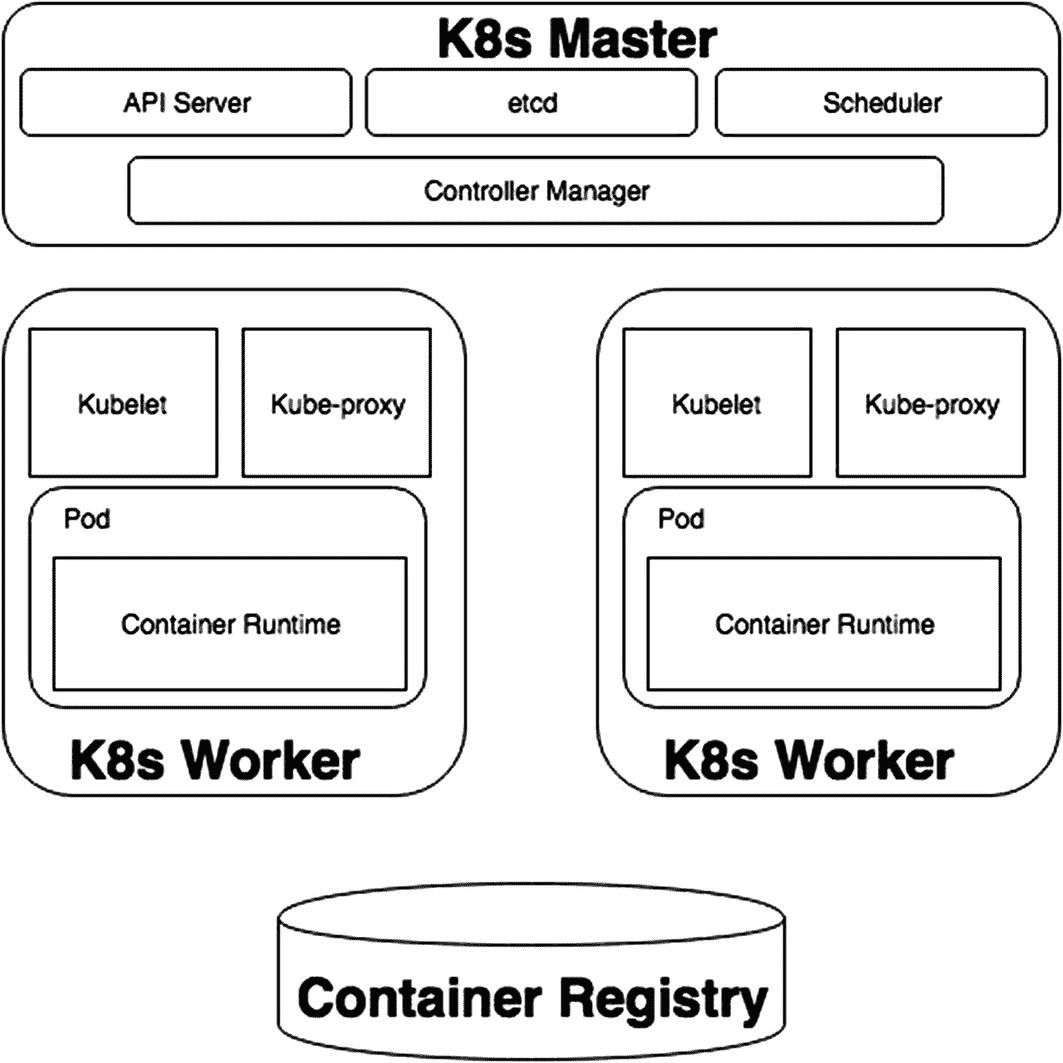 K8s Master
API Server
etcd
Scheduler
Controller Manager
Kubelet
Kube-proxy
Pod
Container Runtime
K8s Worker
Kubelet
Kube-proxy
Pod
Container Runtime
K8s Worker
Container Registry